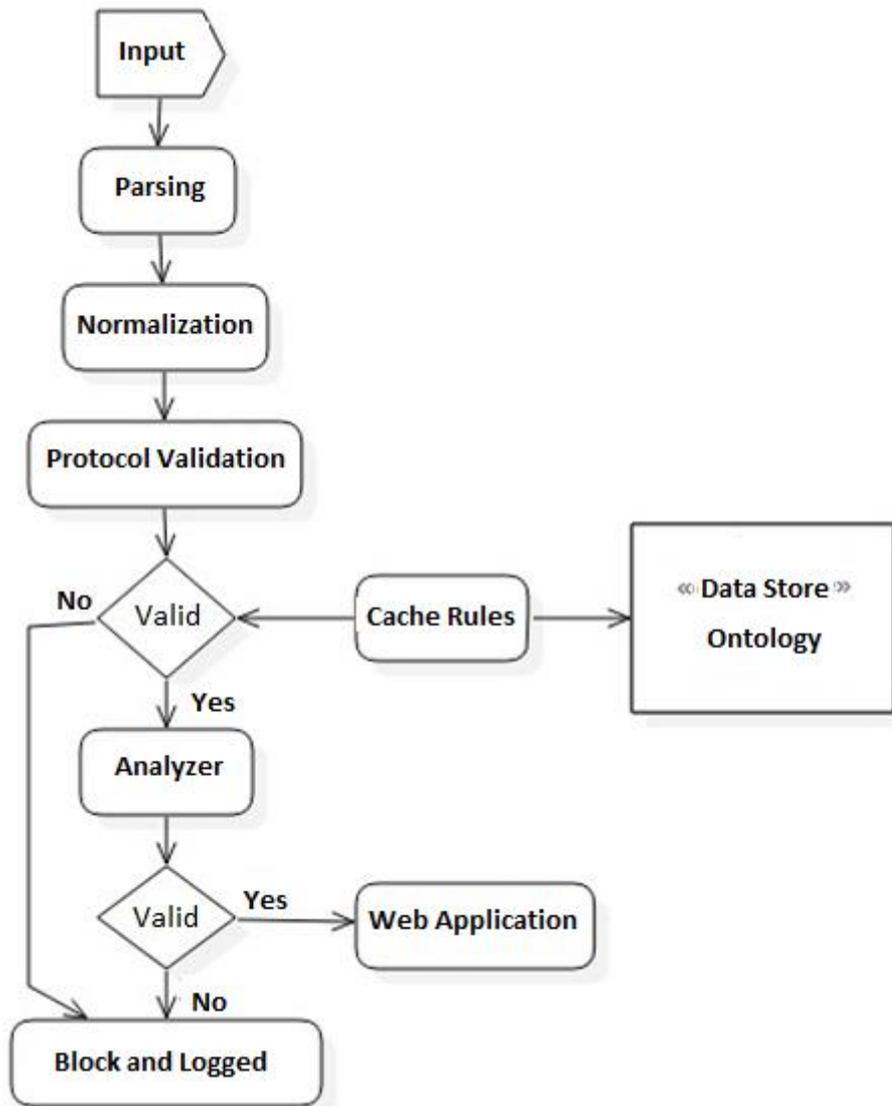 Input
Parsing
Normalization
Protocol Validation
No
Valid
Cache Rules
«Data Store»
Ontology
Yes
Analyzer
Valid
Yes
Web Application
No
Block and Logged